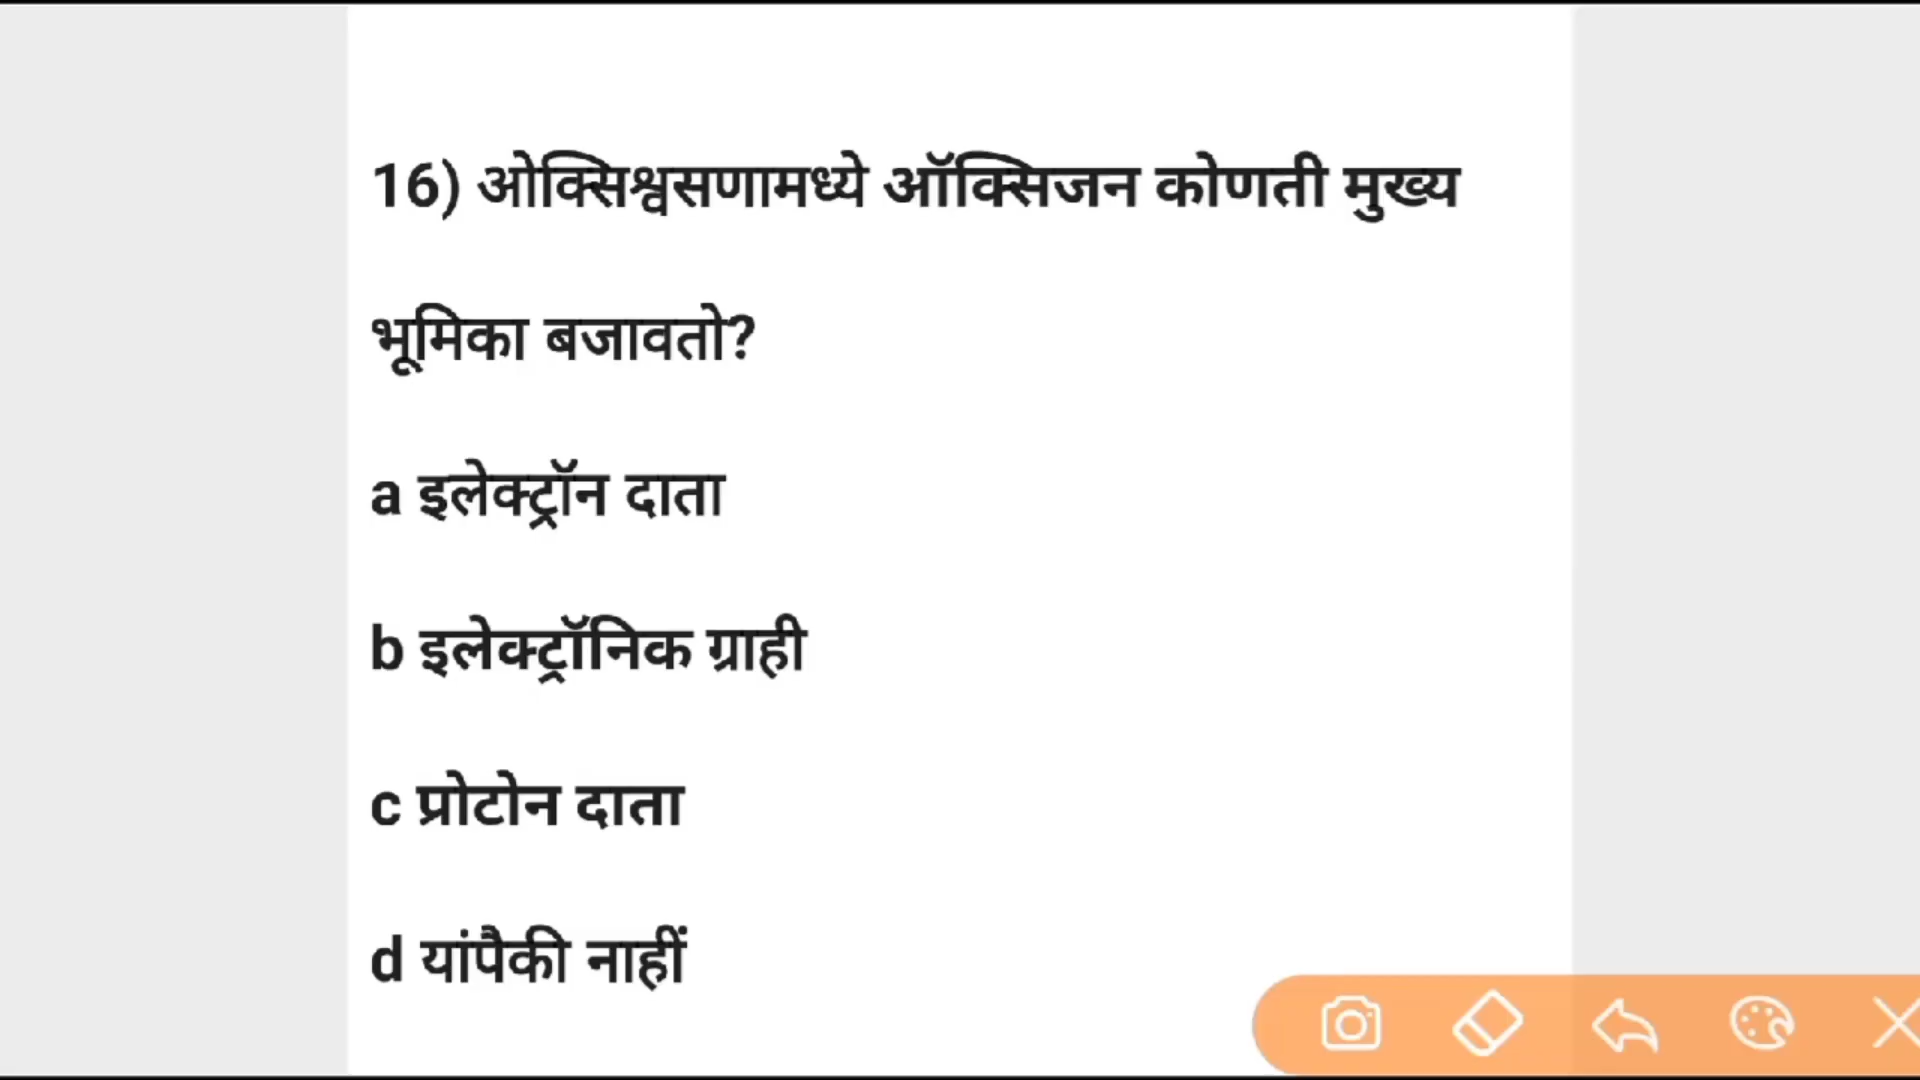 16) ओक्सिश्वसणामध्ये ऑक्सिजन कोणती मुख्य
भूमिका बजावतो?
a इलेक्ट्रॉन दाता
b इलेक्ट्रॉनिक ग्राही
c प्रोटोन दाता
d यांपैकी नाहीं